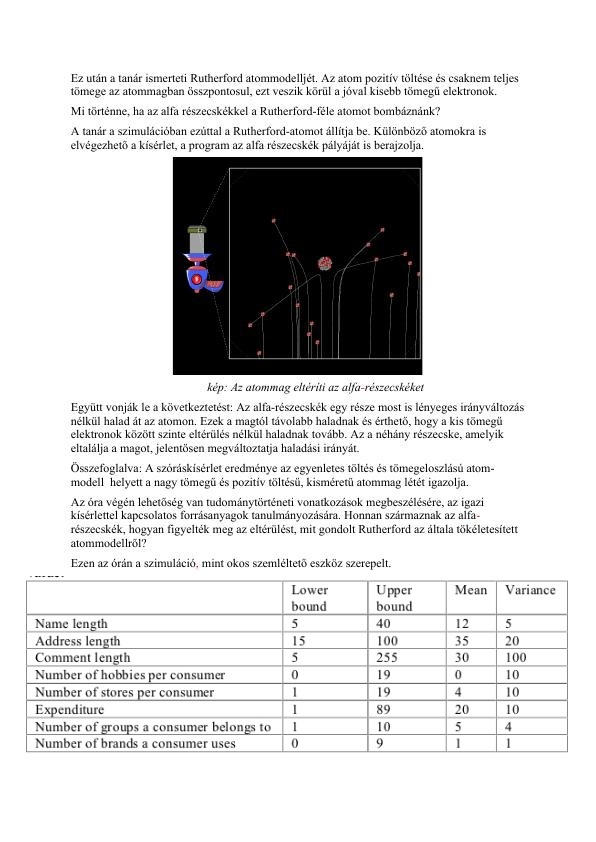 Ez után a tanár ismerteti Rutherford atommodelljét. Az atom pozitív töltése és csaknem teljes
tömege az atommagban összpontosul, ezt veszik körül a jóval kisebb tömegű elektronok.
Mi történne, ha az alfa részecskékkel a Rutherford-féle atomot bombáznánk?
A tanár a szimulációban ezúttal a Rutherford-atomot állítja be. Különböző atomokra is
elvégezhető a kísérlet, a program az alfa részecskék pályáját is berajzolja.
kép: Az atommag eltéríti az alfa-részecskéket
Együtt vonják le a következtetést: Az alfa-részecskék egy része most is lényeges irányváltozás
nélkül halad át az atomon. Ezek a magtól távolabb haladnak és érthető, hogy a kis tömegű
elektronok között szinte eltérülés nélkül haladnak tovább. Az a néhány részecske, amelyik
eltalálja a magot, jelentősen megváltoztatja haladási irányát.
Összefoglalva: A szóráskísérlet eredménye az egyenletes töltés és tömegeloszlású atom-
modell helyett a nagy tömegű és pozitív töltésű, kisméretű atommag létét igazolja.
Az óra végén lehetőség van tudománytörténeti vonatkozások megbeszélésére, az igazi
kísérlettel kapcsolatos forrásanyagok tanulmányozására. Honnan származnak az alfa-
részecskék, hogyan figyelték meg az eltérülést, mit gondolt Rutherford az általa tökéletesített
atommodellről?
Ezen az órán a szimuláció, mint okos szemléltető eszköz szerepelt.
Lower bound Upper bound Mean Variance
Name length 5 40 12 5
Address length 15 100 35 20
Comment length 5 255 30 100
Number of hobbies per consumer 0 19 0 10
Number of stores per consumer 1 19 4 10
Expenditure 1 89 20 10
Number of groups a consumer belongs to 1 10 5 4
Number of brands a consumer uses 0 9 1 1